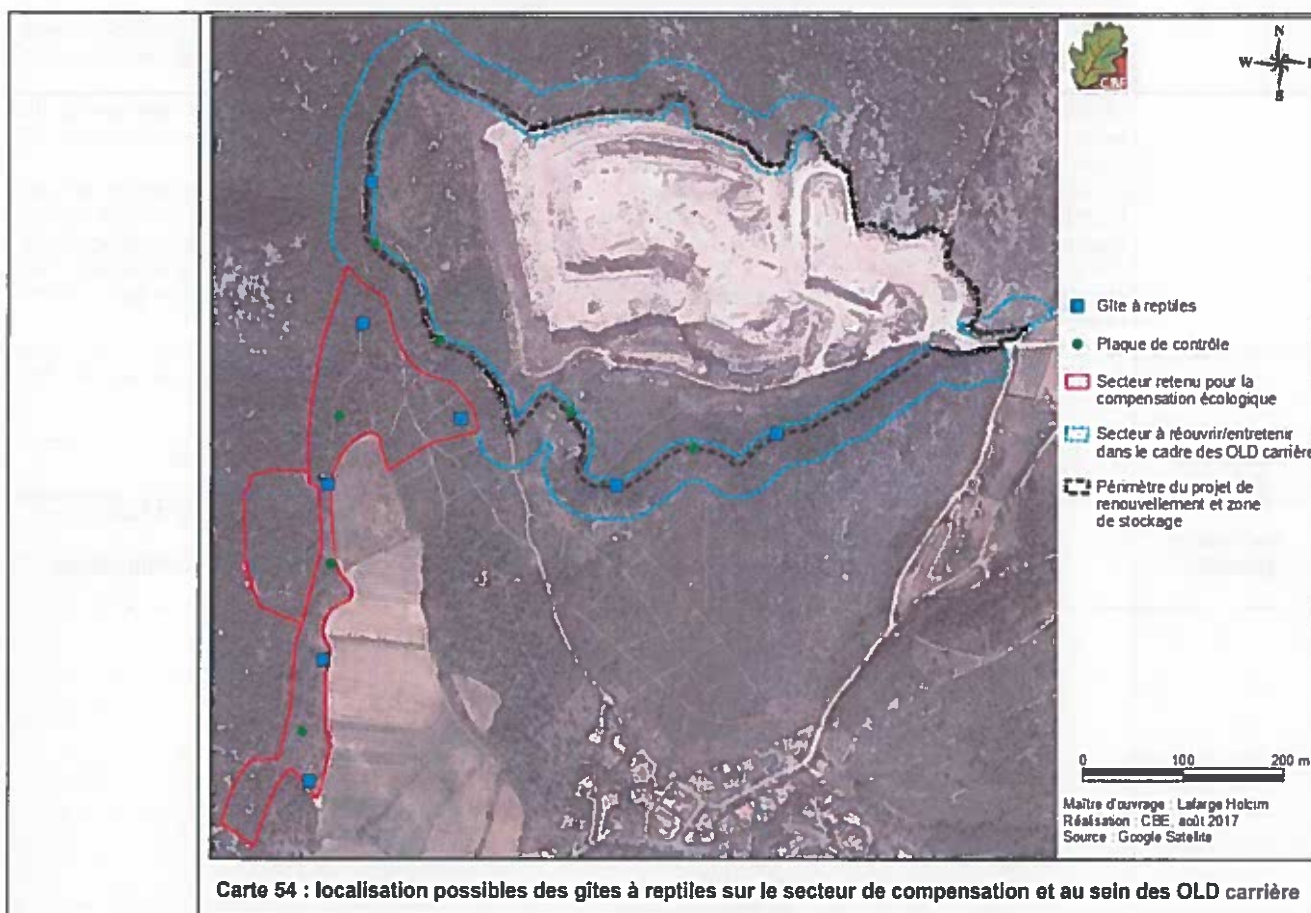 CBE
N
W
E
S
Gîte à reptiles
Plaque de contrôle
Secteur retenu pour la
compensation écologique
Secteur à réouvrir/entretenir
dans le cadre des OLD carrière
Périmètre du projet de
renouvellement et zone
de stockage
0 100 200 m
Maître d'ouvrage : Lafarge Holcim
Réalisation : CBE, août 2017
Source : Google Satellite
Carte 54 : localisation possibles des gîtes à reptiles sur le secteur de compensation et au sein des OLD carrière